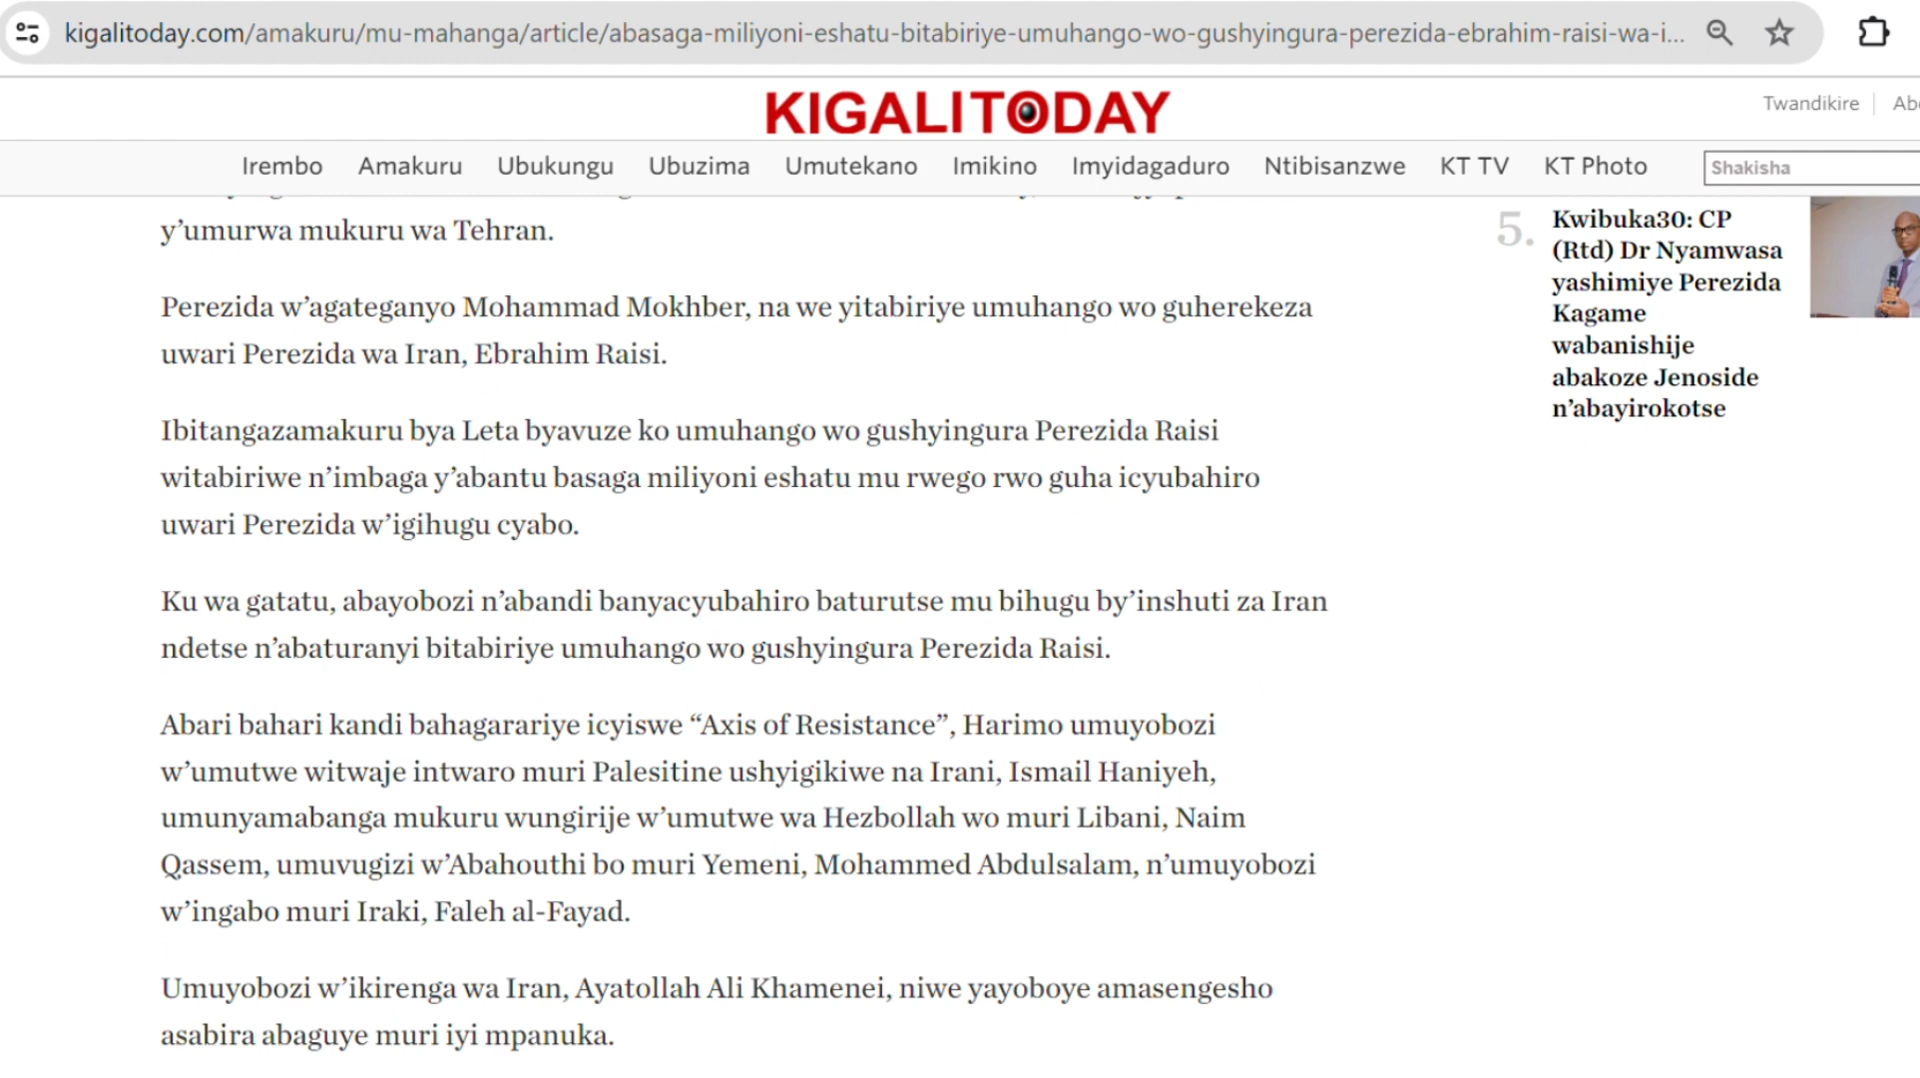 kigalitoday.com/amakuru/mu-mahanga/article/abasaga-miliyoni-eshatu-bitabiriye-umuhango-wo-gushyingura-perezida-ebrahim-raisi-wa-i...
KIGALITODAY
Twandikire
Irembo Amakuru Ubukungu Ubuzima Umutekano Imikino Imyidagaduro Ntibisanzwe KT TV KT Photo Shakisha
y’umurwa mukuru wa Tehran.
Perezida w’agateganyo Mohammad Mokhber, na we yitabiriye umuhango wo guherekeza
uwari Perezida wa Iran, Ebrahim Raisi.
Ibitangazamakuru bya Leta byavuze ko umuhango wo gushyingura Perezida Raisi
witabiriwe n’imbaga y’abantu basaga miliyoni eshatu mu rwego rwo guha icyubahiro
uwari Perezida w’igihugu cyabo.
Ku wa gatatu, abayobozi n’abandi banyacyubahiro baturutse mu bihugu by’inshuti za Iran
ndetse n’abaturanyi bitabiriye umuhango wo gushyingura Perezida Raisi.
Abari bahari kandi bahagarariye icyiswe “Axis of Resistance”, Harimo umuyobozi
w’umutwe witwaje intwaro muri Palesitine ushyigikiwe na Irani, Ismail Haniyeh,
umunyamabanga mukuru wungirije w’umutwe wa Hezbollah wo muri Libani, Naim
Qassem, umuvugizi w’Abahouthi bo muri Yemeni, Mohammed Abdulsalam, n’umuyobozi
w’ingabo muri Iraki, Faleh al-Fayad.
Umuyobozi w’ikirenga wa Iran, Ayatollah Ali Khamenei, niwe yayoboye amasengesho
asabira abaguye muri iyi mpanuka.
5. Kwibuka30: CP
(Rtd) Dr Nyamwasa
yashimiye Perezida
Kagame
wabanishije
abakoze Jenoside
n’abayirokotse